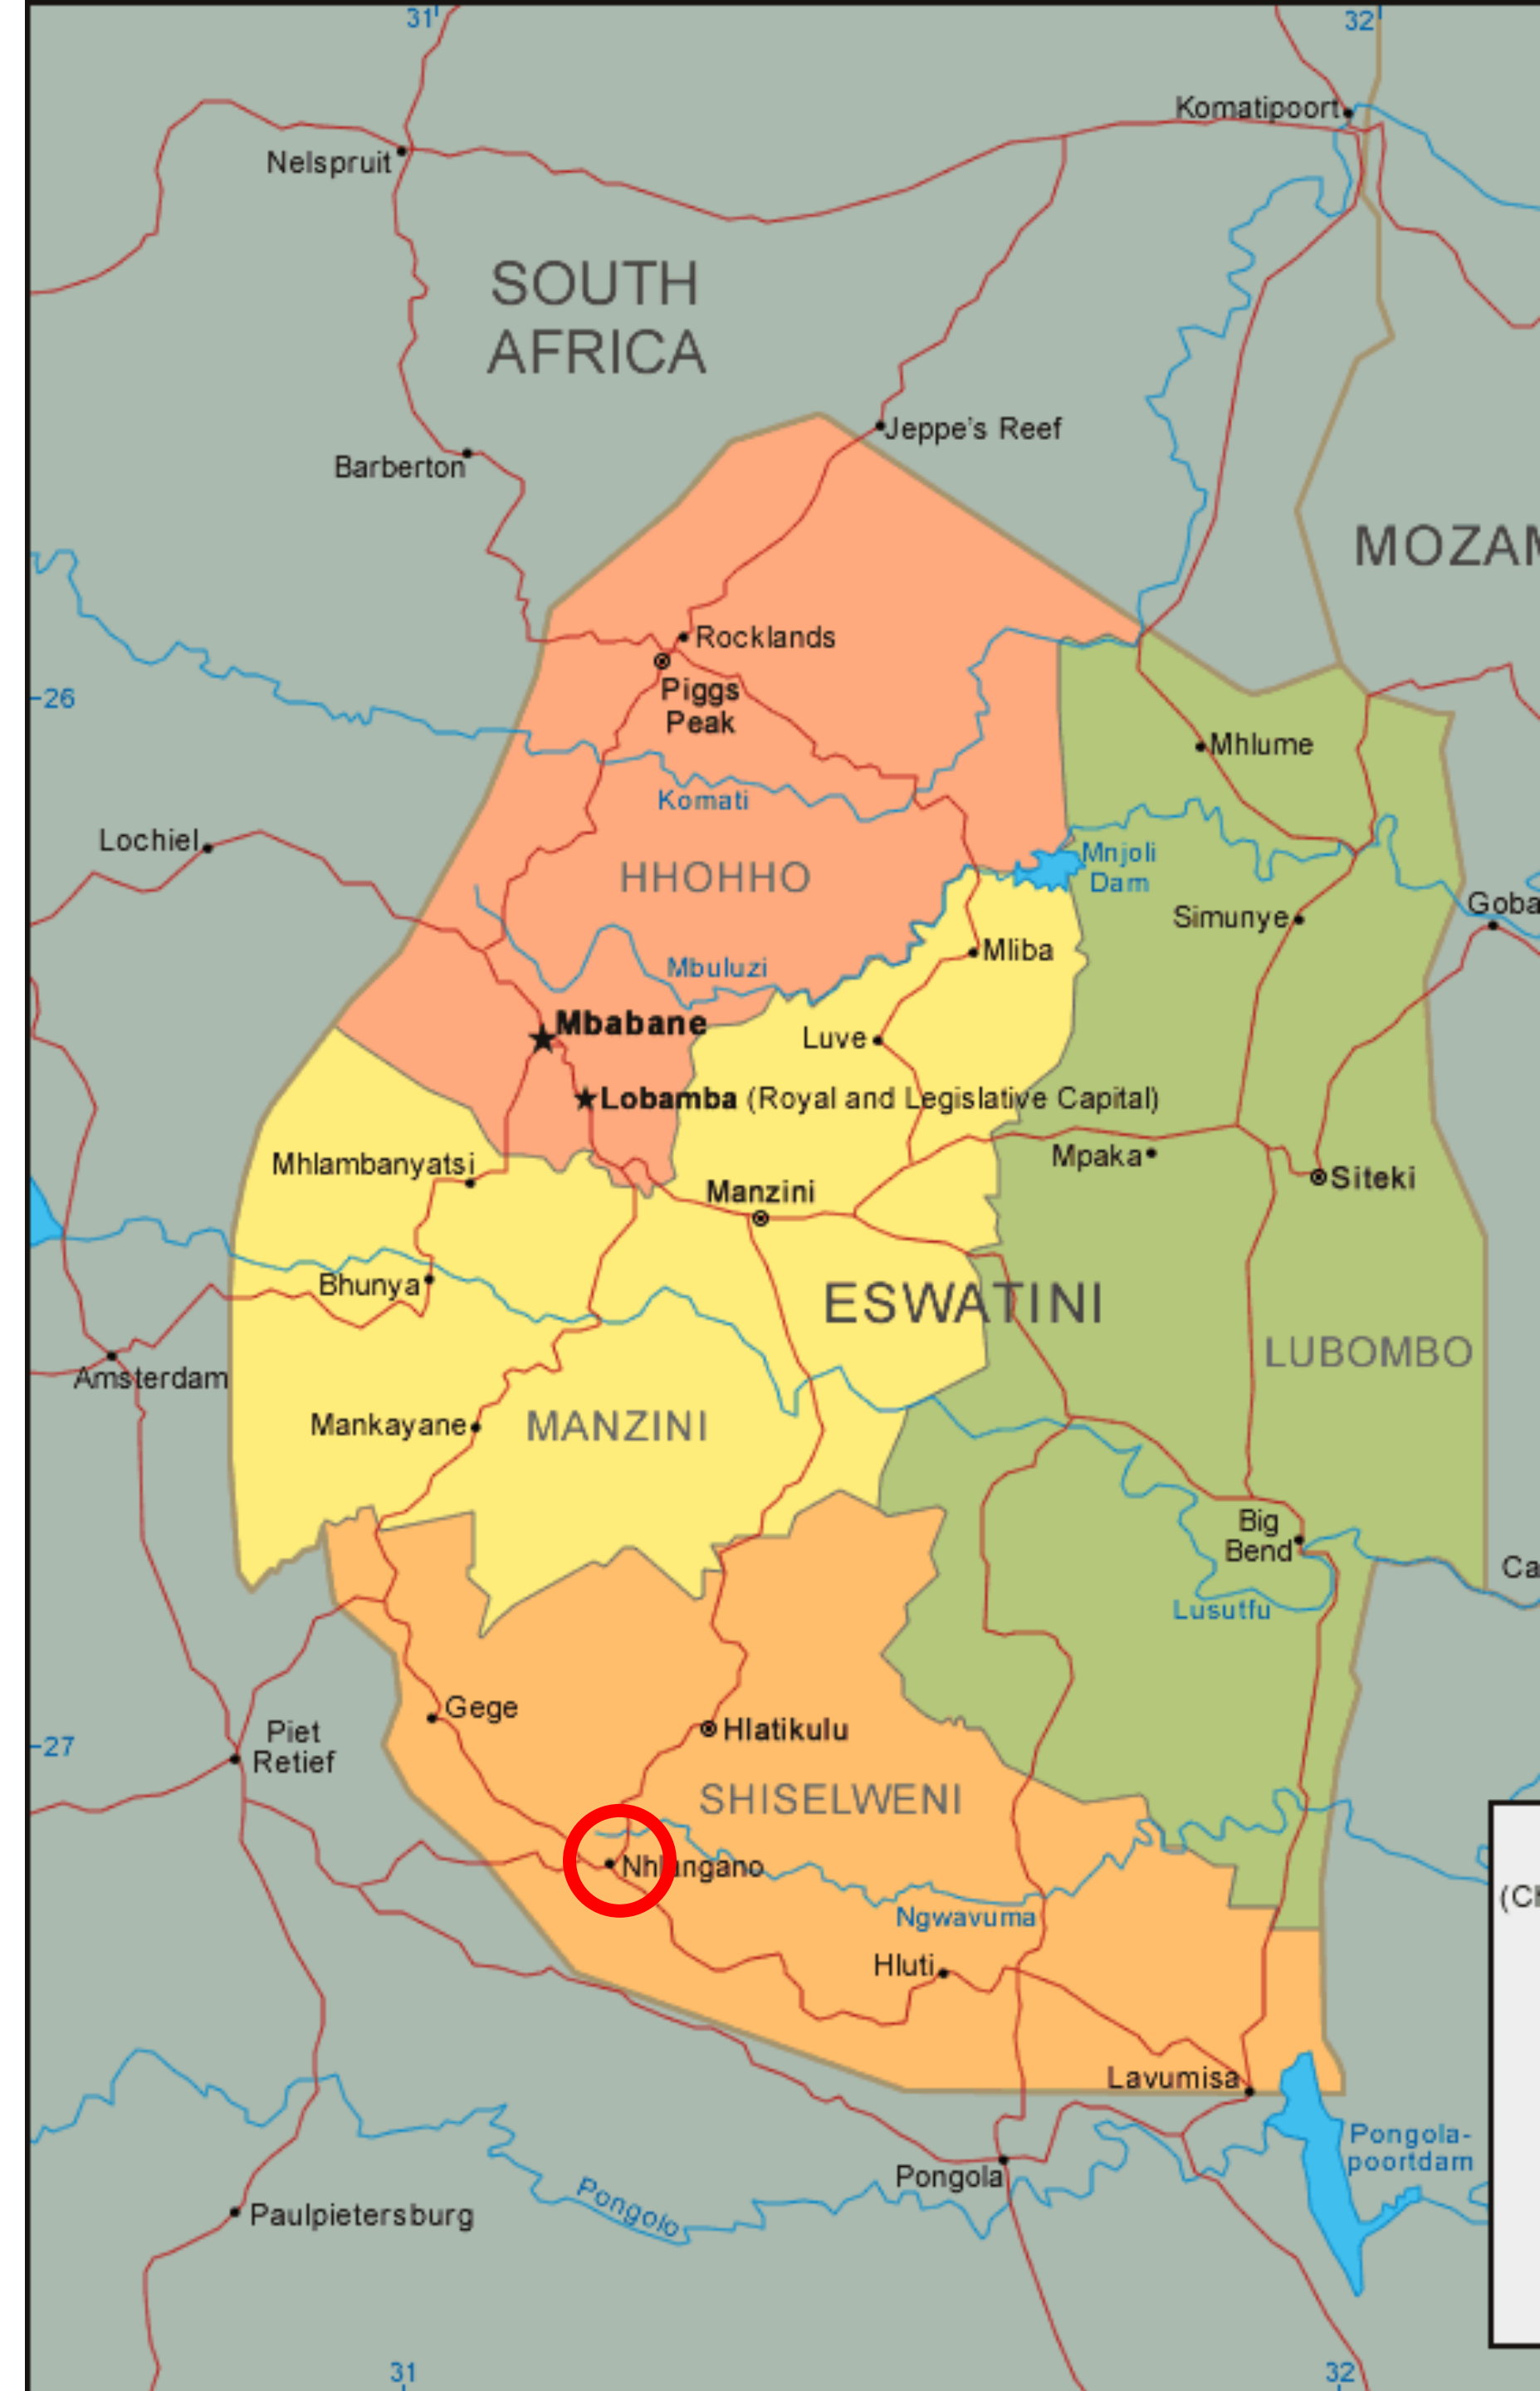 31
32
Komatipoort
Nelspruit
SOUTH
AFRICA
Jeppe's Reef
Barberton
MOZAM
Rocklands
26
Piggs
Peak
Mhlume
Komati
Lochiel
Mnjoli
Dam
HHOHHO
Goba
Simunye
Mliba
Mbuluzi
Mbabane
Luve
Lobamba (Royal and Legislative Capital)
Mpaka
Mhlambanyatsi
Siteki
Manzini
Bhunya
ESWATINI
LUBOMBO
Amsterdam
Mankayane
MANZINI
Big
Bend
Ca
Lusutfu
Gege
Hlatikulu
Piet
Retief
27
SHISELWENI
Nhlangano
(Ch
Ngwavuma
Hluti
Lavumisa
Pongola-
poortdam
Pongola
Pongolo
Paulpietersburg
31
32